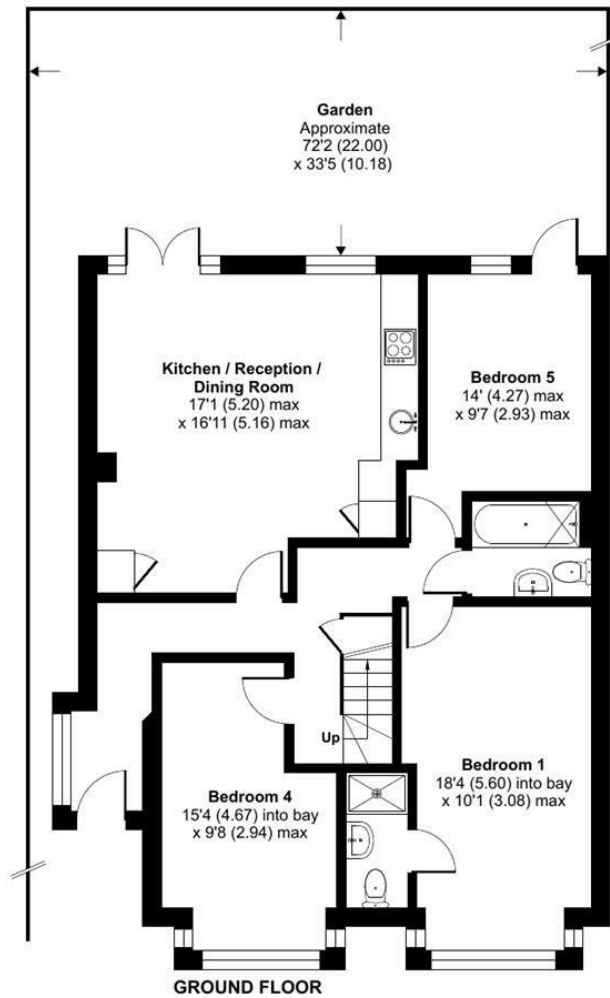 Garden
Approximate
72'2 (22.00)
x 33'5 (10.18)
Kitchen / Reception /
Dining Room
17'1 (5.20) max
x 16'11 (5.16) max
Bedroom 5
14' (4.27) max
x 9'7 (2.93) max
Up
Bedroom 4
15'4 (4.67) into bay
x 9'8 (2.94) max
Bedroom 1
18'4 (5.60) into bay
x 10'1 (3.08) max
GROUND FLOOR